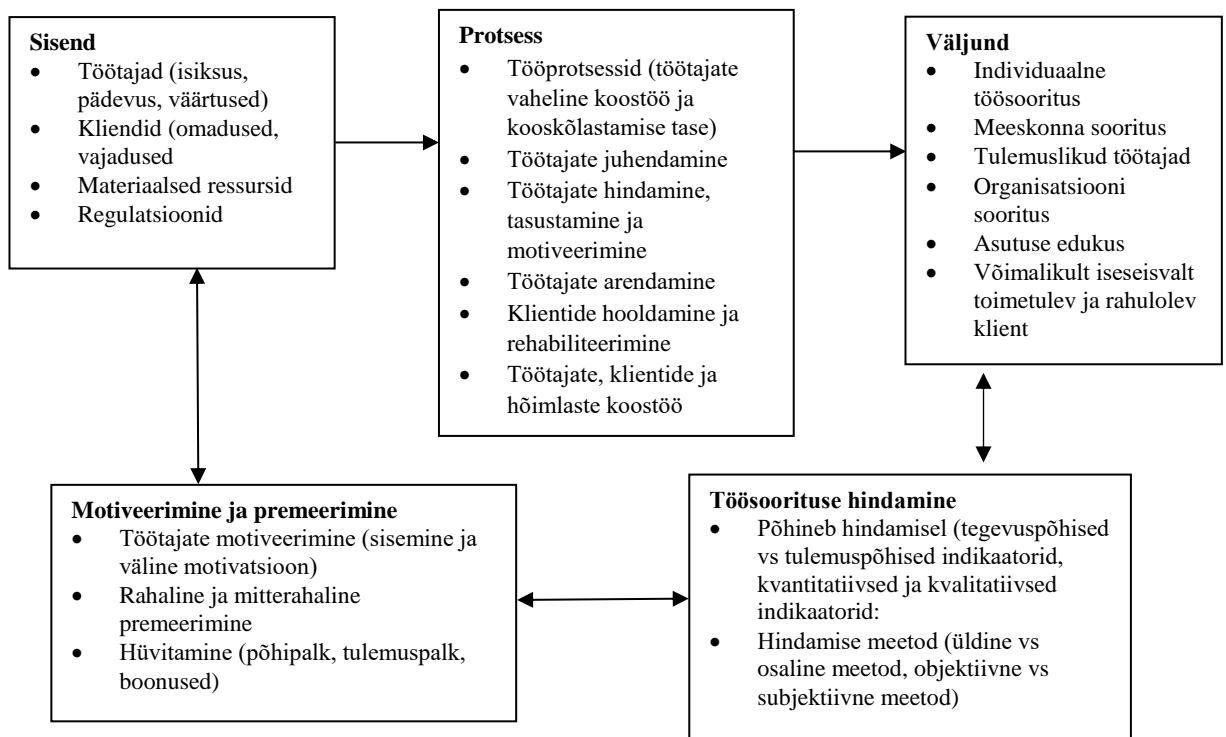 Sisend
• Töötajad (isiksus,
pädevus, väärtused)
• Kliendid (omadused,
vajadused
• Materiaalsed ressursid
• Regulatsioonid
Protsess
• Tööprotsessid (töötajate
vaheline koostöö ja
kooskõlastamise tase)
• Töötajate juhendamine
• Töötajate hindamine,
tasustamine ja
motiveerimine
• Töötajate arendamine
• Klientide hooldamine ja
rehabiliteerimine
• Töötajate, klientide ja
hõimlaste koostöö
Väljund
• Individuaalne
töösooritus
• Meeskonna sooritus
• Tulemuslikud töötajad
• Organisatsiooni
sooritus
• Asutuse edukus
• Võimalikult iseseisvalt
toimetulev ja rahulolev
klient
Motiveerimine ja premeerimine
• Töötajate motiveerimine (sisemine ja
väline motivatsioon)
• Rahaline ja mitterahaline
premeerimine
• Hüvitamine (põhipalk, tulemuspalk,
boonused)
Töösoorituse hindamine
• Põhineb hindamisel (tegevuspõhised
vs tulemuspõhised indikaatorid,
kvantitatiivsed ja kvalitatiivsed
indikaatorid:
• Hindamise meetod (üldine vs
osaline meetod, objektiivne vs
subjektiivne meetod)